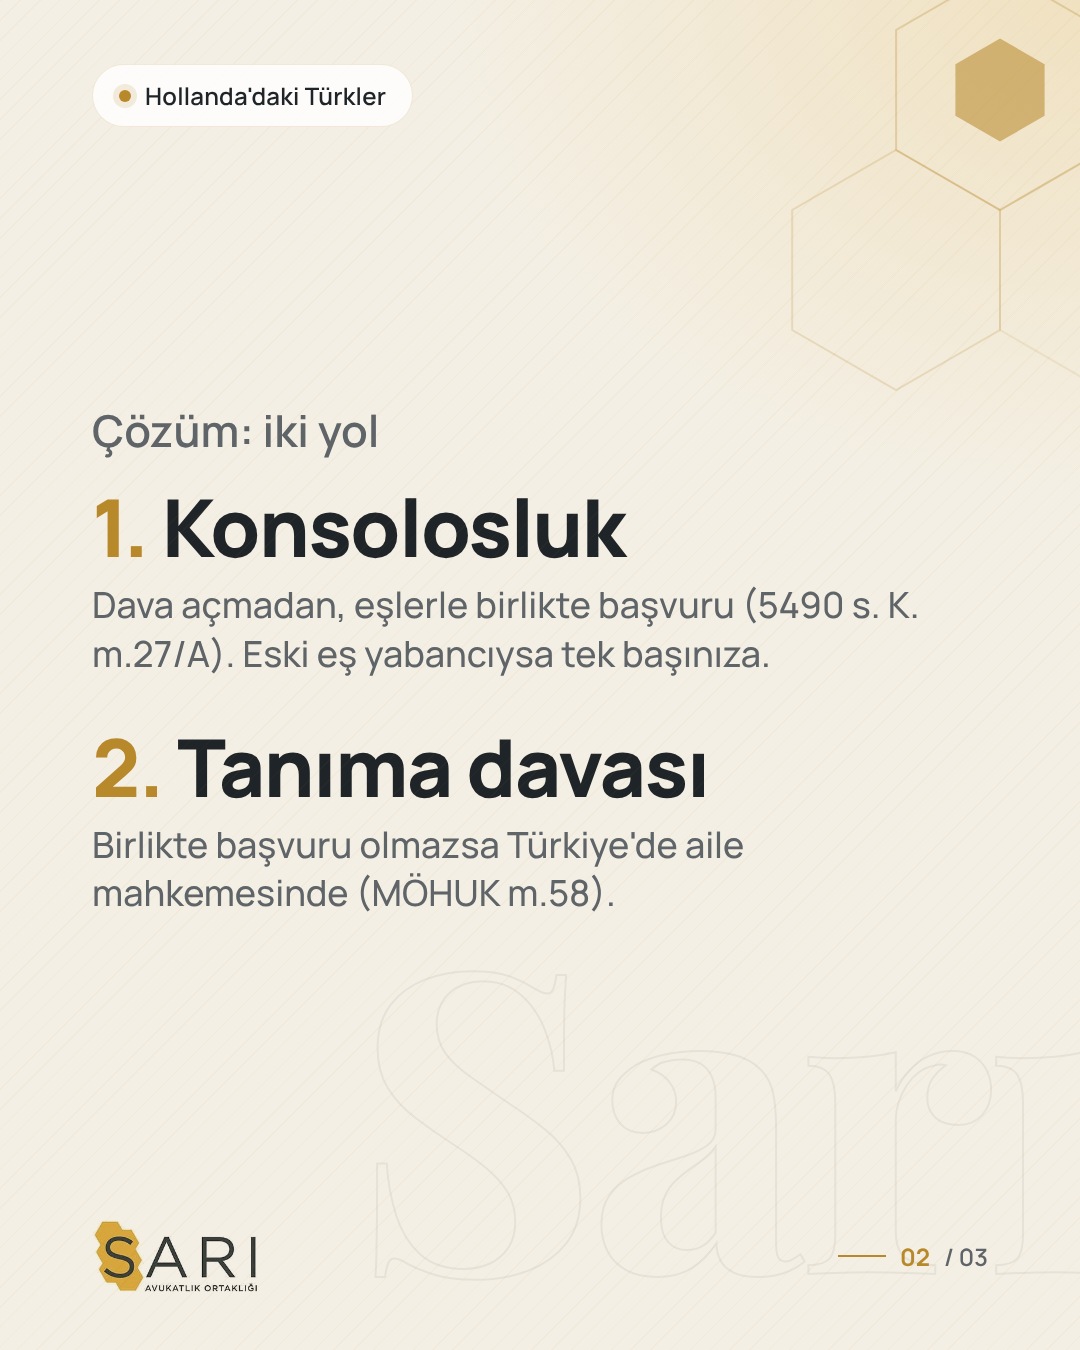 Hollanda'daki Türkler
Çözüm: iki yol
1. Konsolosluk
Dava açmadan, eşlerle birlikte başvuru (5490 s. K.
m.27/A). Eski eş yabancıysa tek başınıza.
2. Tanıma davası
Birlikte başvuru olmazsa Türkiye'de aile
mahkemesinde (MÖHUK m.58).
Sarı
SARI
AVUKATLIK ORTAKLIĞI
02 / 03